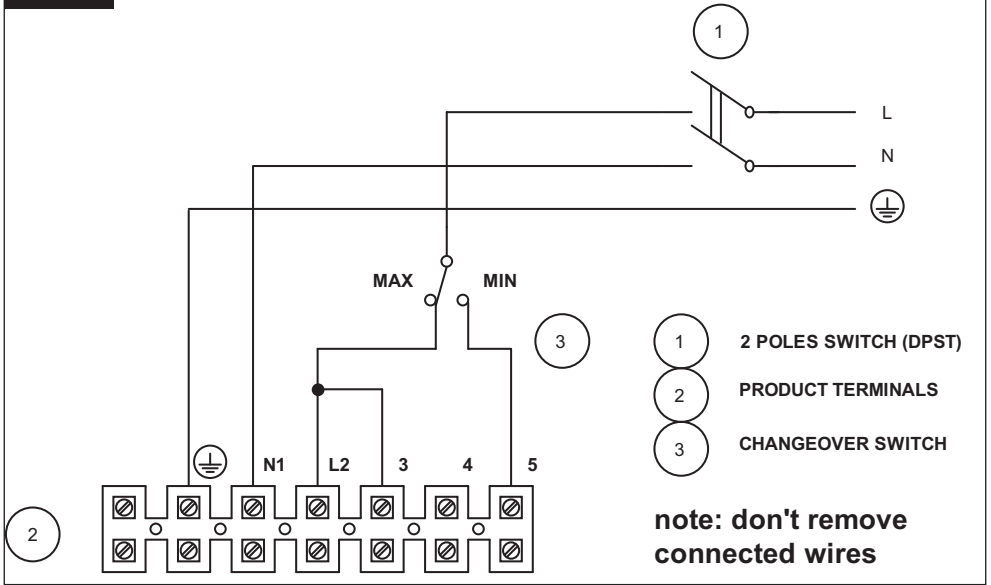 1
L
N
MAX MIN
3
1 2 POLES SWITCH (DPST)
2 PRODUCT TERMINALS
3 CHANGEOVER SWITCH
N1 L2 3 4 5
2
note: don't remove
connected wires